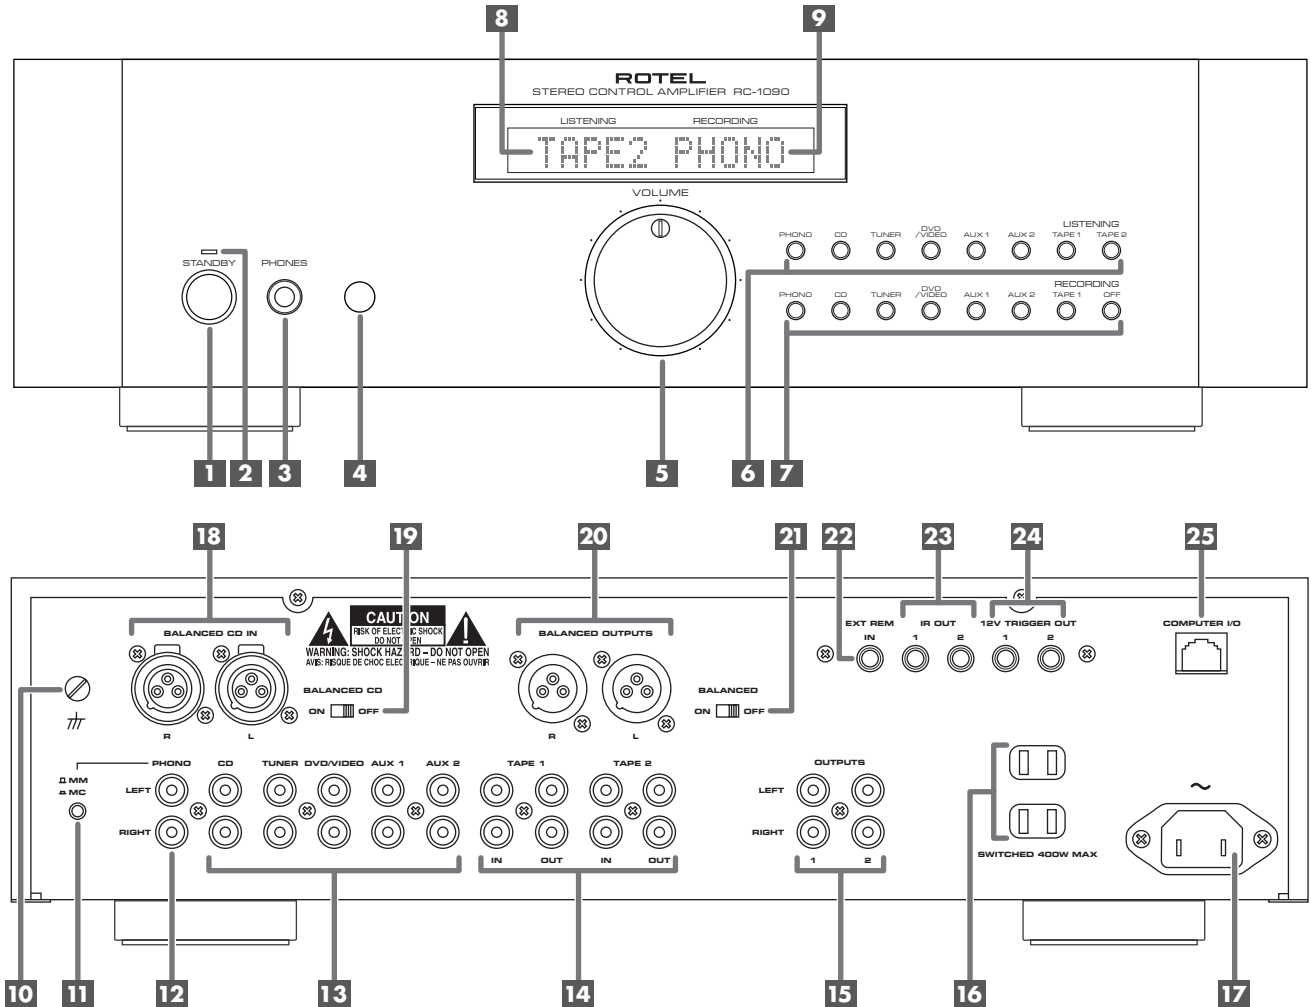 8 9
ROTEL
STEREO CONTROL AMPLIFIER RC-1090
LISTENING RECORDING
TAPE2 PHONO
VOLUME
LISTENING
PHONO CD TUNER DVD /VIDEO AUX 1 AUX 2 TAPE 1 TAPE 2
STANDBY PHONES
RECORDING
PHONO CD TUNER DVD /VIDEO AUX 1 AUX 2 TAPE 1 OFF
1 2 3 4 5 6 7
18 19 20 21 22 23 24 25
CAUTION
RISK OF ELECTRIC SHOCK
DO NOT OPEN
WARNING: SHOCK HAZARD – DO NOT OPEN
AVIS: RISQUE DE CHOC ELECTRIQUE – NE PAS OUVRIR
BALANCED CD IN
BALANCED OUTPUTS
EXT REM IR OUT 12V TRIGGER OUT COMPUTER I/O
IN 1 2 1 2
BALANCED CD
ON OFF
BALANCED
ON OFF
R L R L
PHONO CD TUNER DVD/VIDEO AUX 1 AUX 2 TAPE 1 TAPE 2 OUTPUTS
MM
MC
LEFT LEFT
RIGHT RIGHT
IN OUT IN OUT 1 2
SWITCHED 400W MAX
~
10 11 12 13 14 15 16 17